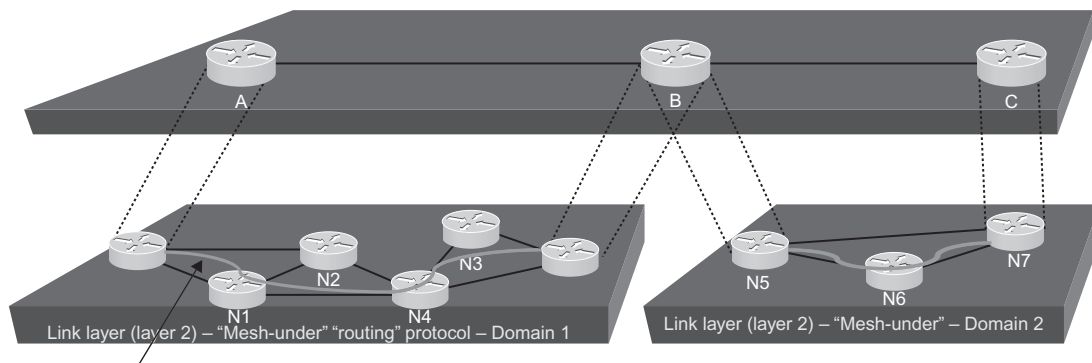 A
B
C
N1
N2
N3
N4
Link layer (layer 2) – “Mesh-under” “routing” protocol – Domain 1
N5
N6
N7
Link layer (layer 2) – “Mesh-under” – Domain 2